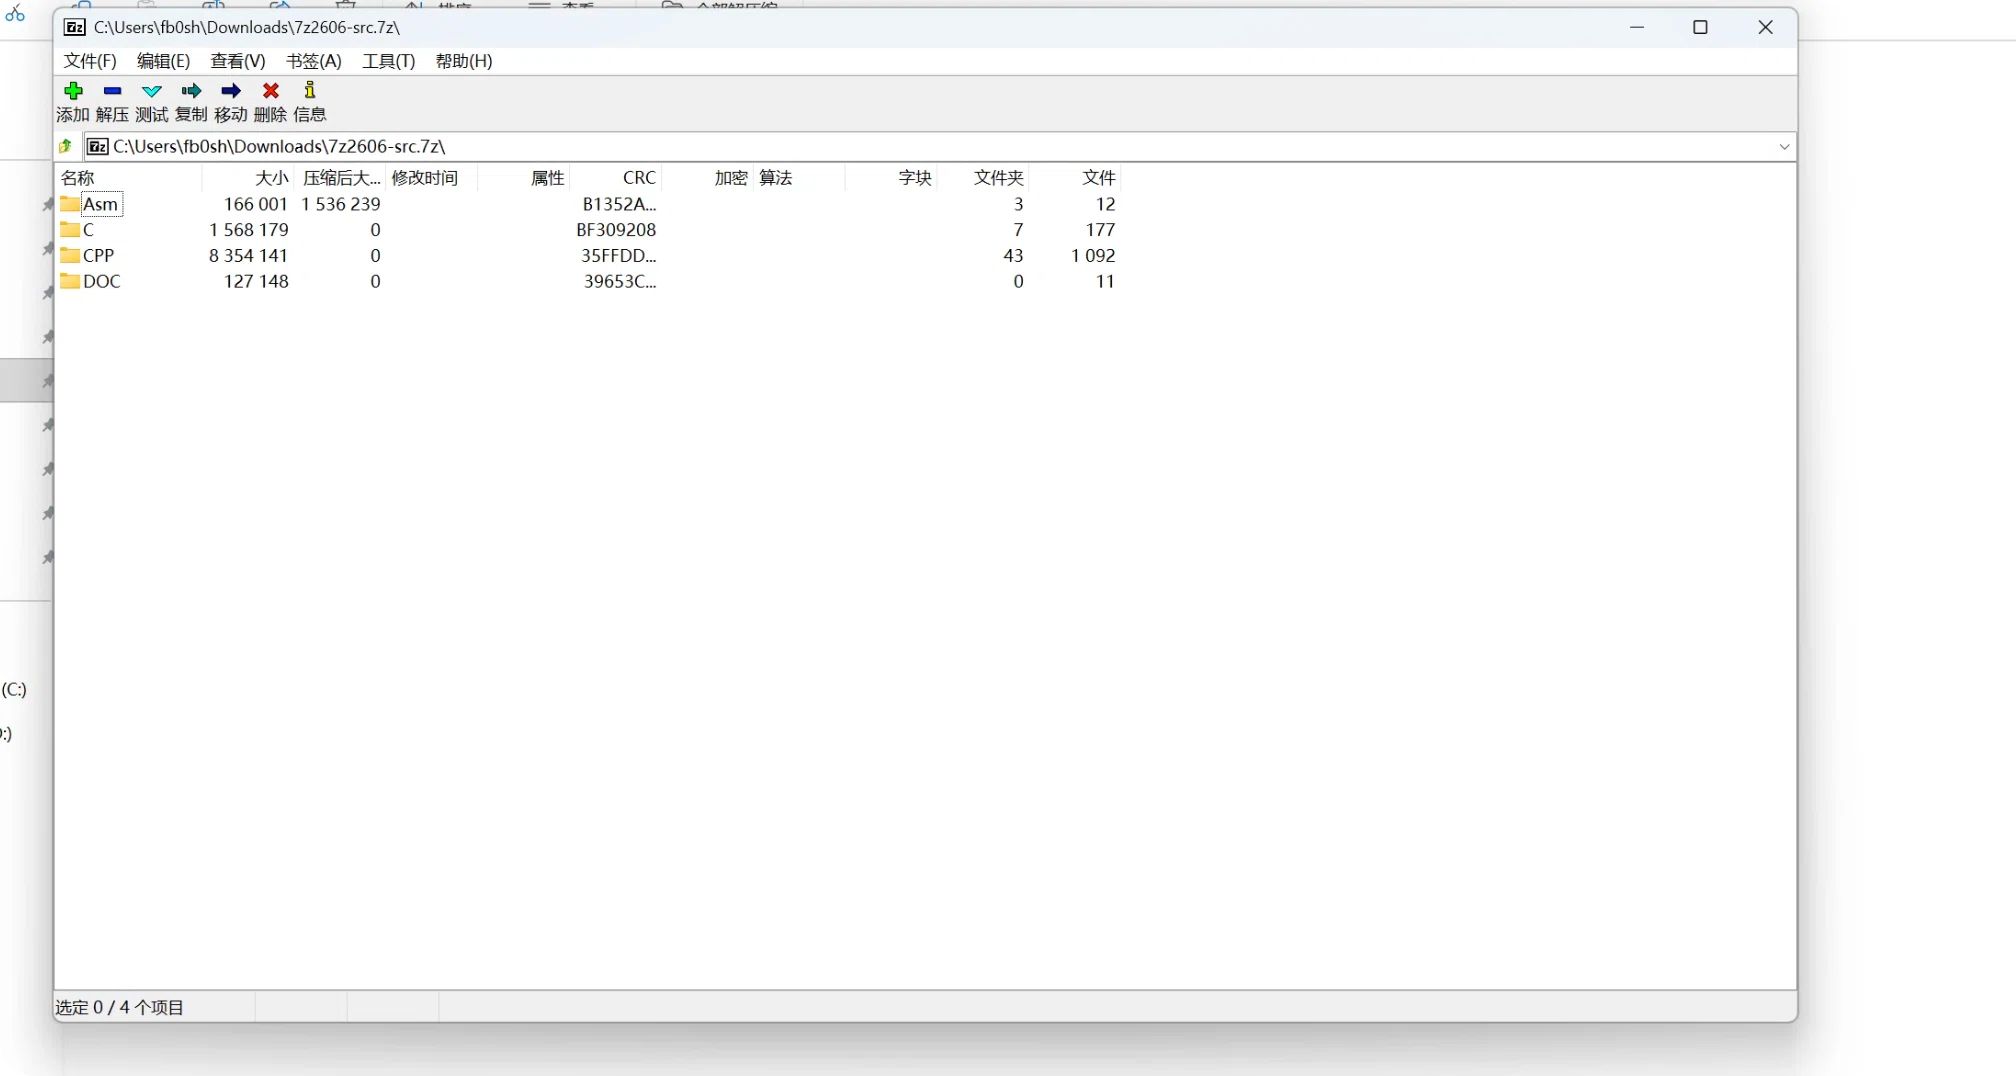 C:\Users\fb0sh\Downloads\7z2606-src.7z\
文件(F) 编辑(E) 查看(V) 书签(A) 工具(T) 帮助(H)
添加 解压 测试 复制 移动 删除 信息
C:\Users\fb0sh\Downloads\7z2606-src.7z\
名称 大小 压缩后大... 修改时间 属性 CRC 加密 算法 字块 文件夹 文件
Asm 166 001 1 536 239 B1352A... 3 12
C 1 568 179 0 BF309208 7 177
CPP 8 354 141 0 35FFDD... 43 1 092
DOC 127 148 0 39653C... 0 11
(C:)
:)
选定 0 / 4 个项目